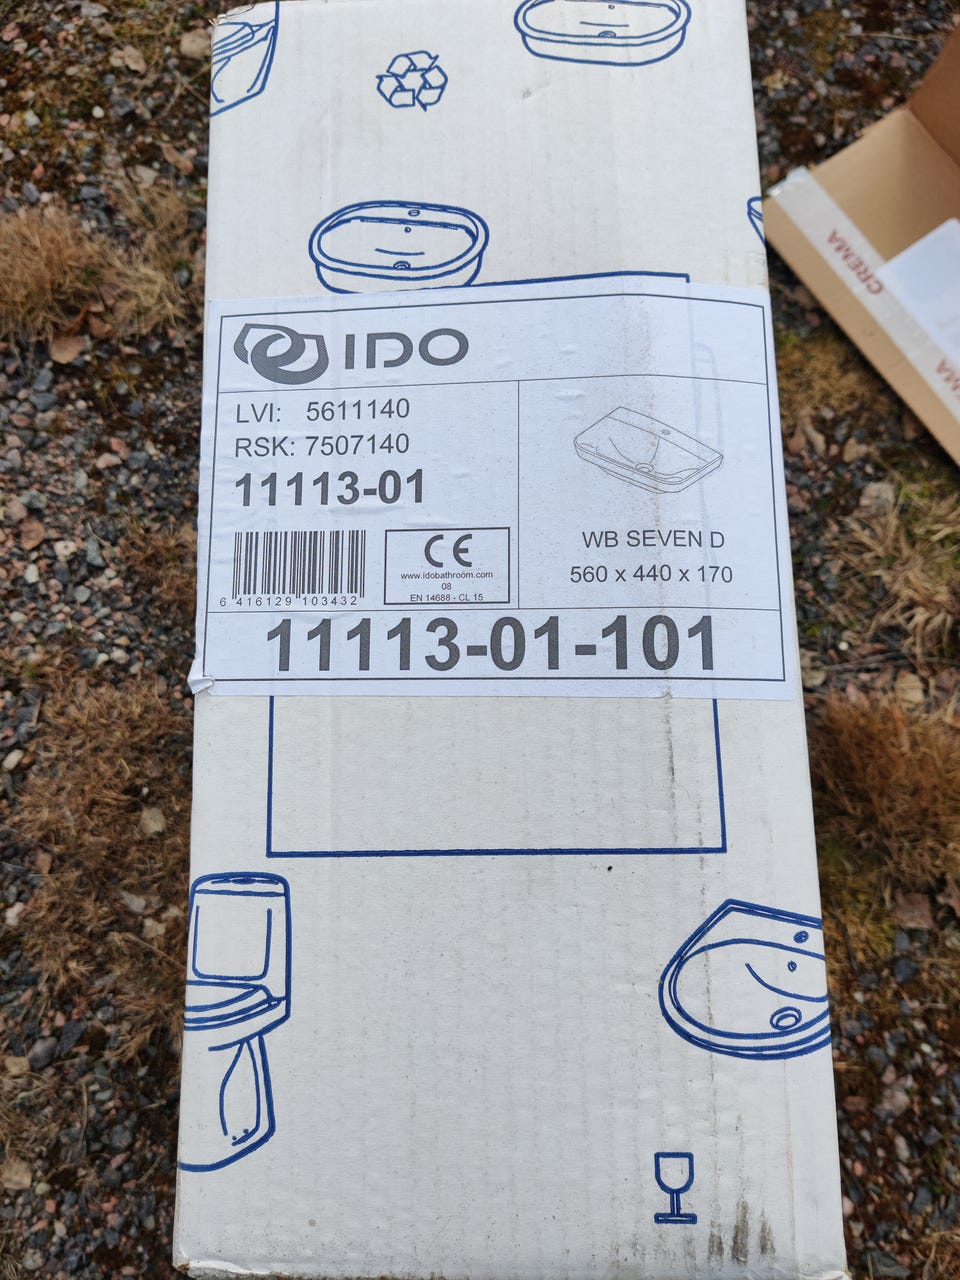 IDO
LVI: 5611140
RSK: 7507140
11113-01
6 416129 103432
CE
www.idobathroom.com
08
EN 14688 - CL 15
WB SEVEN D
560 x 440 x 170
11113-01-101
CREMA